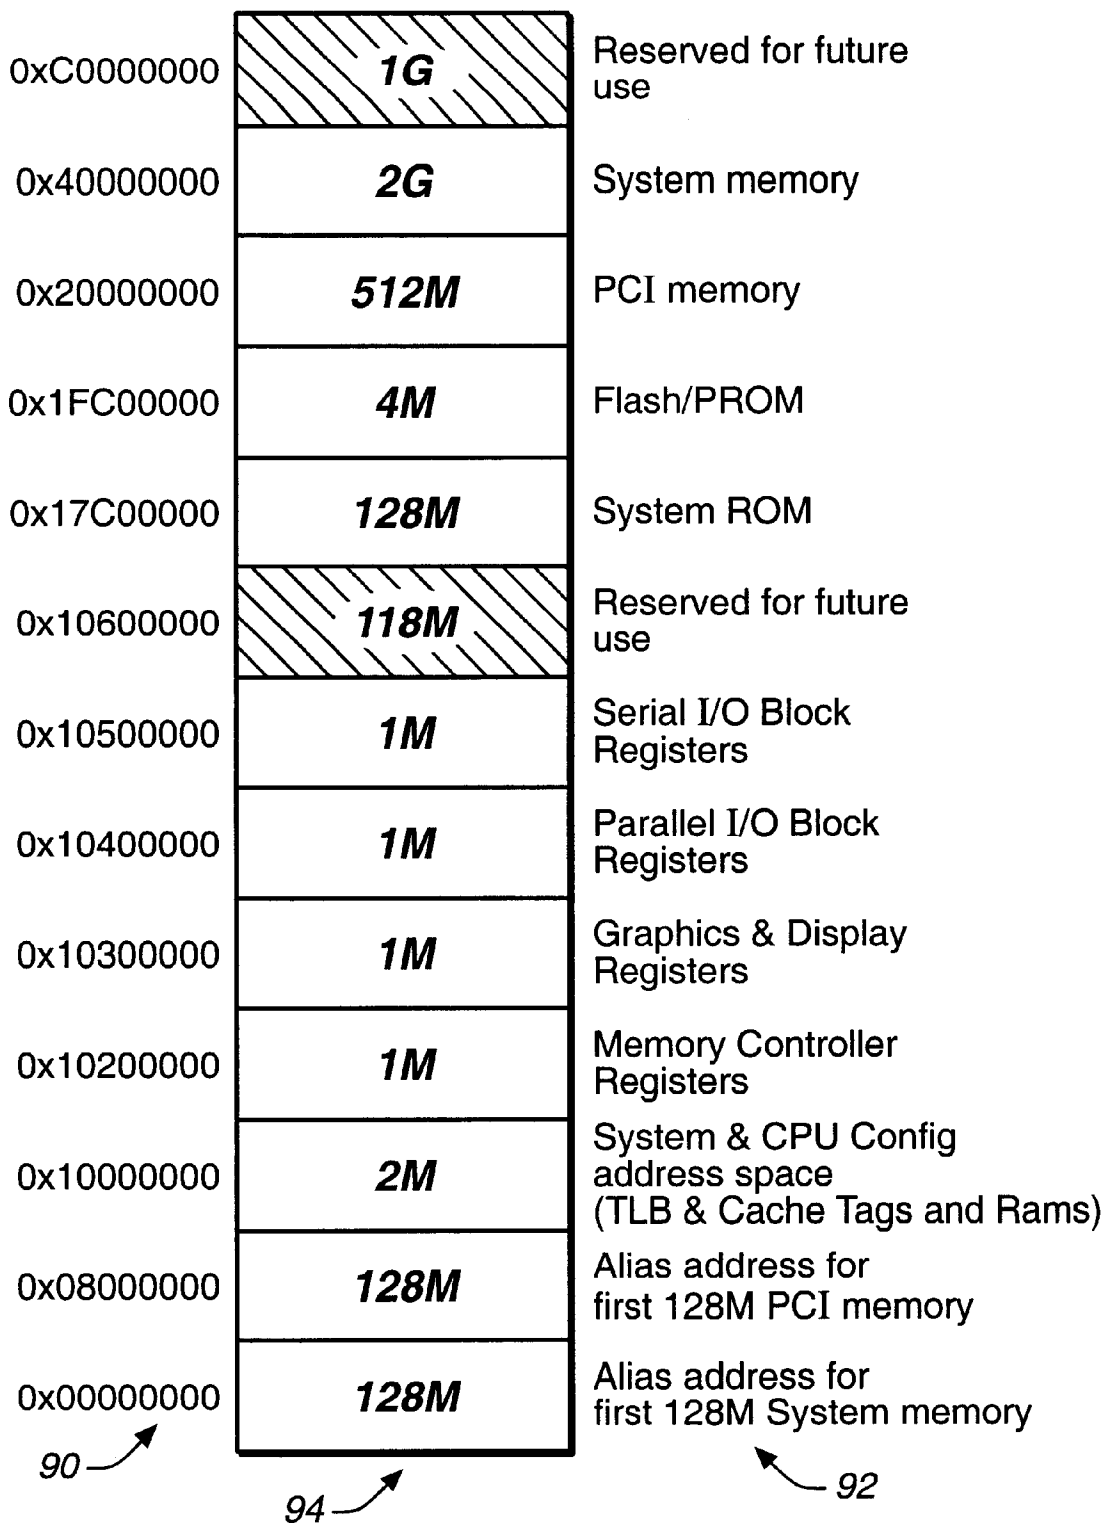 0xC0000000 1G Reserved for future
use
0x40000000 2G System memory
0x20000000 512M PCI memory
0x1FC00000 4M Flash/PROM
0x17C00000 128M System ROM
0x10600000 118M Reserved for future
use
0x10500000 1M Serial I/O Block
Registers
0x10400000 1M Parallel I/O Block
Registers
0x10300000 1M Graphics & Display
Registers
0x10200000 1M Memory Controller
Registers
0x10000000 2M System & CPU Config
address space
(TLB & Cache Tags and Rams)
0x08000000 128M Alias address for
first 128M PCI memory
0x00000000 128M Alias address for
first 128M System memory
90
94
92